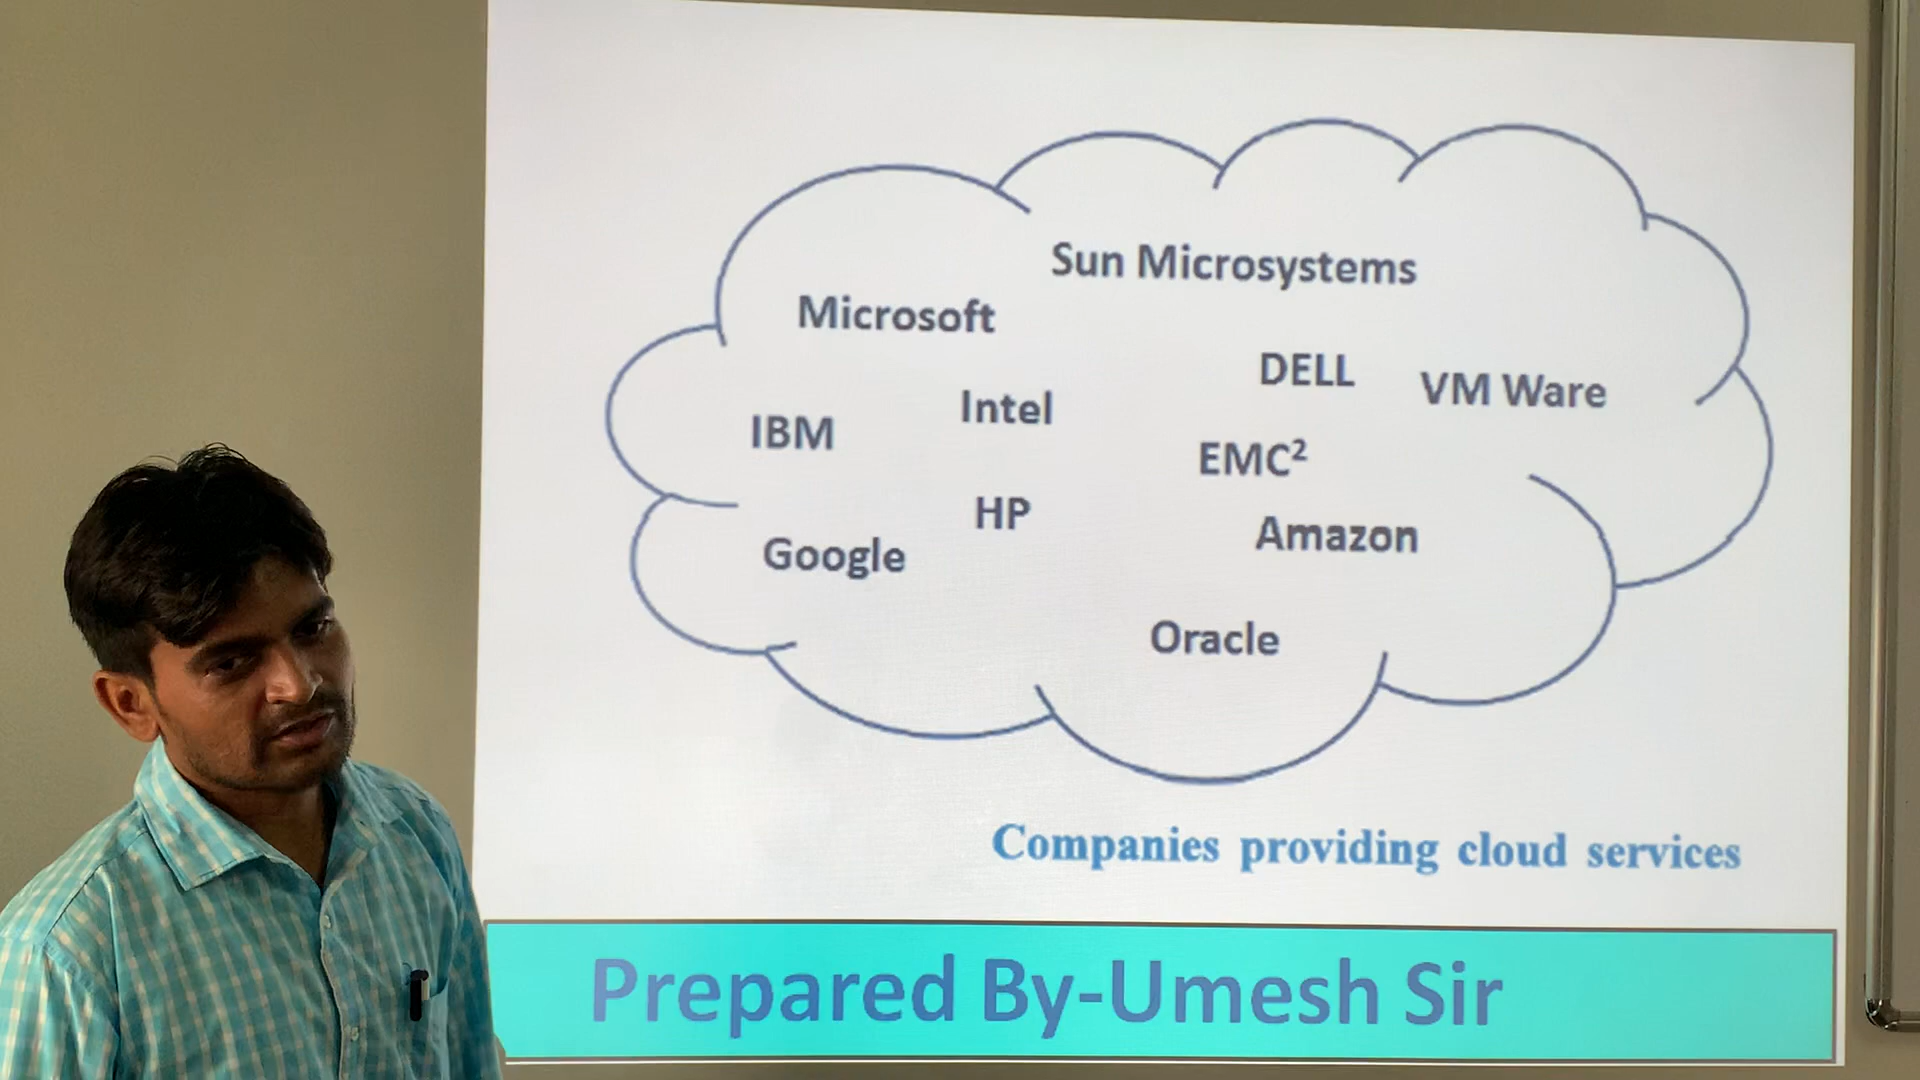 Sun Microsystems
Microsoft
DELL
VM Ware
Intel
IBM
EMC²
HP
Amazon
Google
Oracle
Companies providing cloud services
Prepared By-Umesh Sir